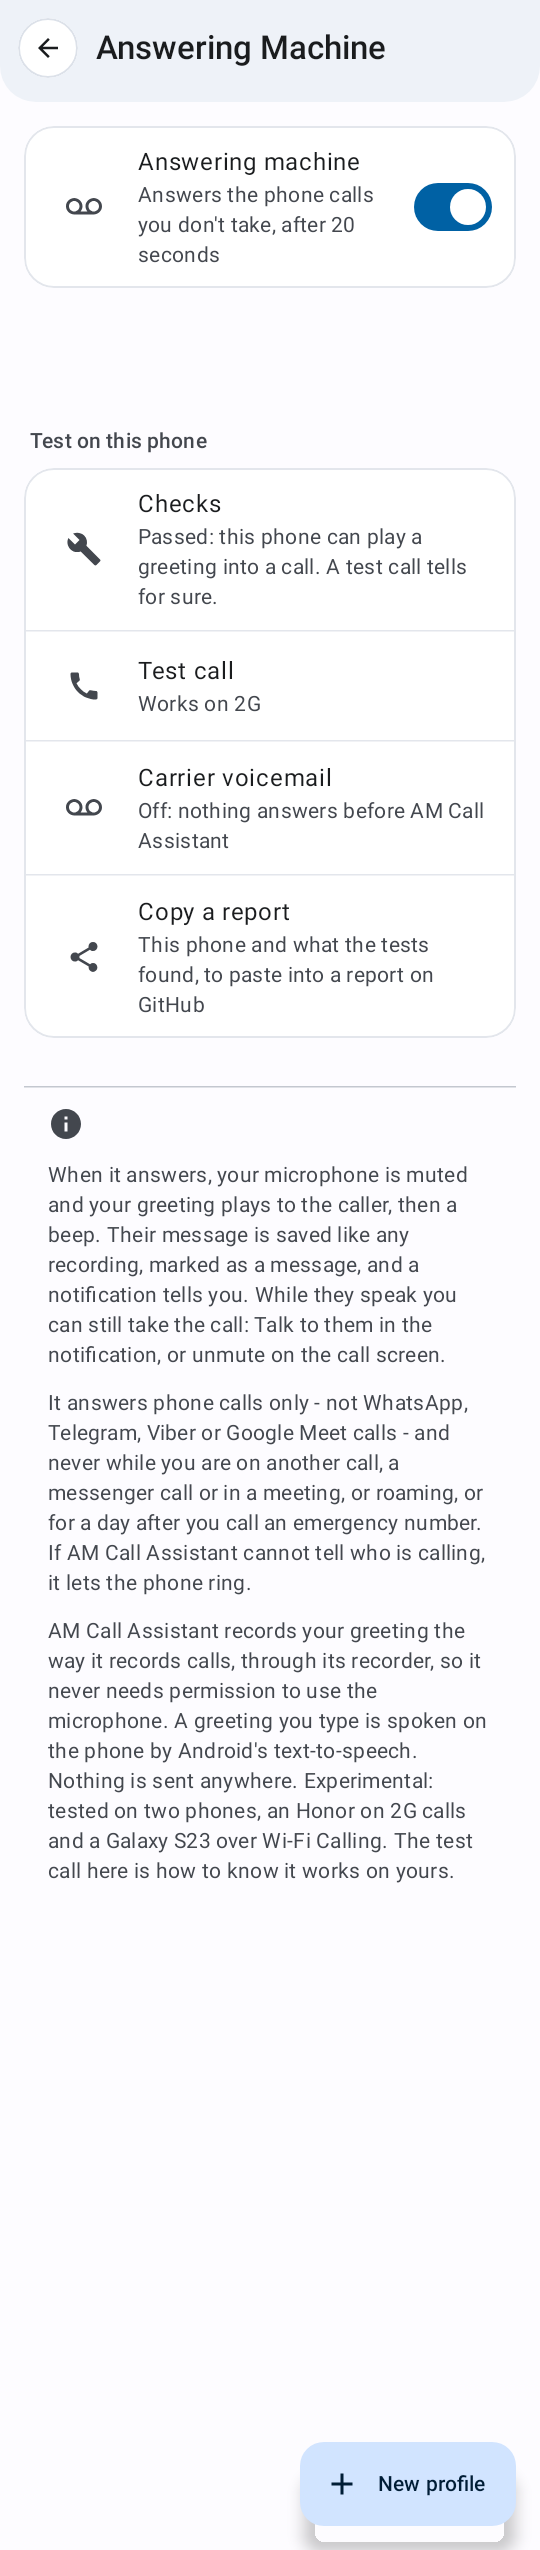 Answering Machine
Answering machine
Answers the phone calls
you don't take, after 20
seconds
Test on this phone
Checks
Passed: this phone can play a
greeting into a call. A test call tells
for sure.
Test call
Works on 2G
Carrier voicemail
Off: nothing answers before AM Call
Assistant
Copy a report
This phone and what the tests
found, to paste into a report on
GitHub
When it answers, your microphone is muted
and your greeting plays to the caller, then a
beep. Their message is saved like any
recording, marked as a message, and a
notification tells you. While they speak you
can still take the call: Talk to them in the
notification, or unmute on the call screen.
It answers phone calls only - not WhatsApp,
Telegram, Viber or Google Meet calls - and
never while you are on another call, a
messenger call or in a meeting, or roaming, or
for a day after you call an emergency number.
If AM Call Assistant cannot tell who is calling,
it lets the phone ring.
AM Call Assistant records your greeting the
way it records calls, through its recorder, so it
never needs permission to use the
microphone. A greeting you type is spoken on
the phone by Android's text-to-speech.
Nothing is sent anywhere. Experimental:
tested on two phones, an Honor on 2G calls
and a Galaxy S23 over Wi-Fi Calling. The test
call here is how to know it works on yours.
New profile